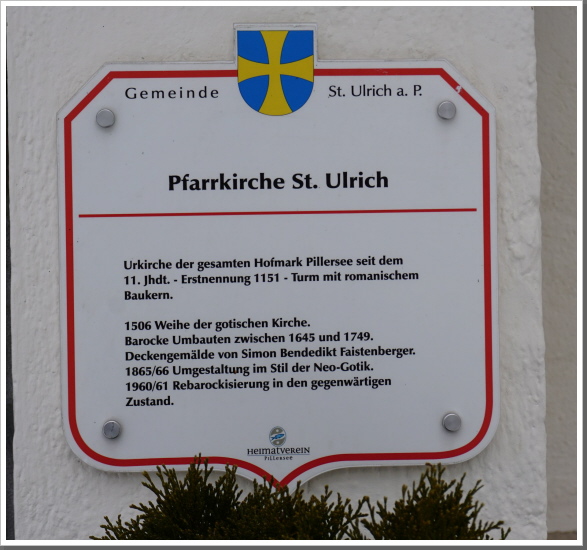 Gemeinde St. Ulrich a. P.
Pfarrkirche St. Ulrich
Urkirche der gesamten Hofmark Pillersee seit dem
11. Jhdt. - Erstnennung 1151 - Turm mit romanischem
Baukern.
1506 Weihe der gotischen Kirche.
Barocke Umbauten zwischen 1645 und 1749.
Deckengemälde von Simon Bendedikt Faistenberger.
1865/66 Umgestaltung im Stil der Neo-Gotik.
1960/61 Rebarockisierung in den gegenwärtigen
Zustand.
HEIMATVEREIN
Pillersee